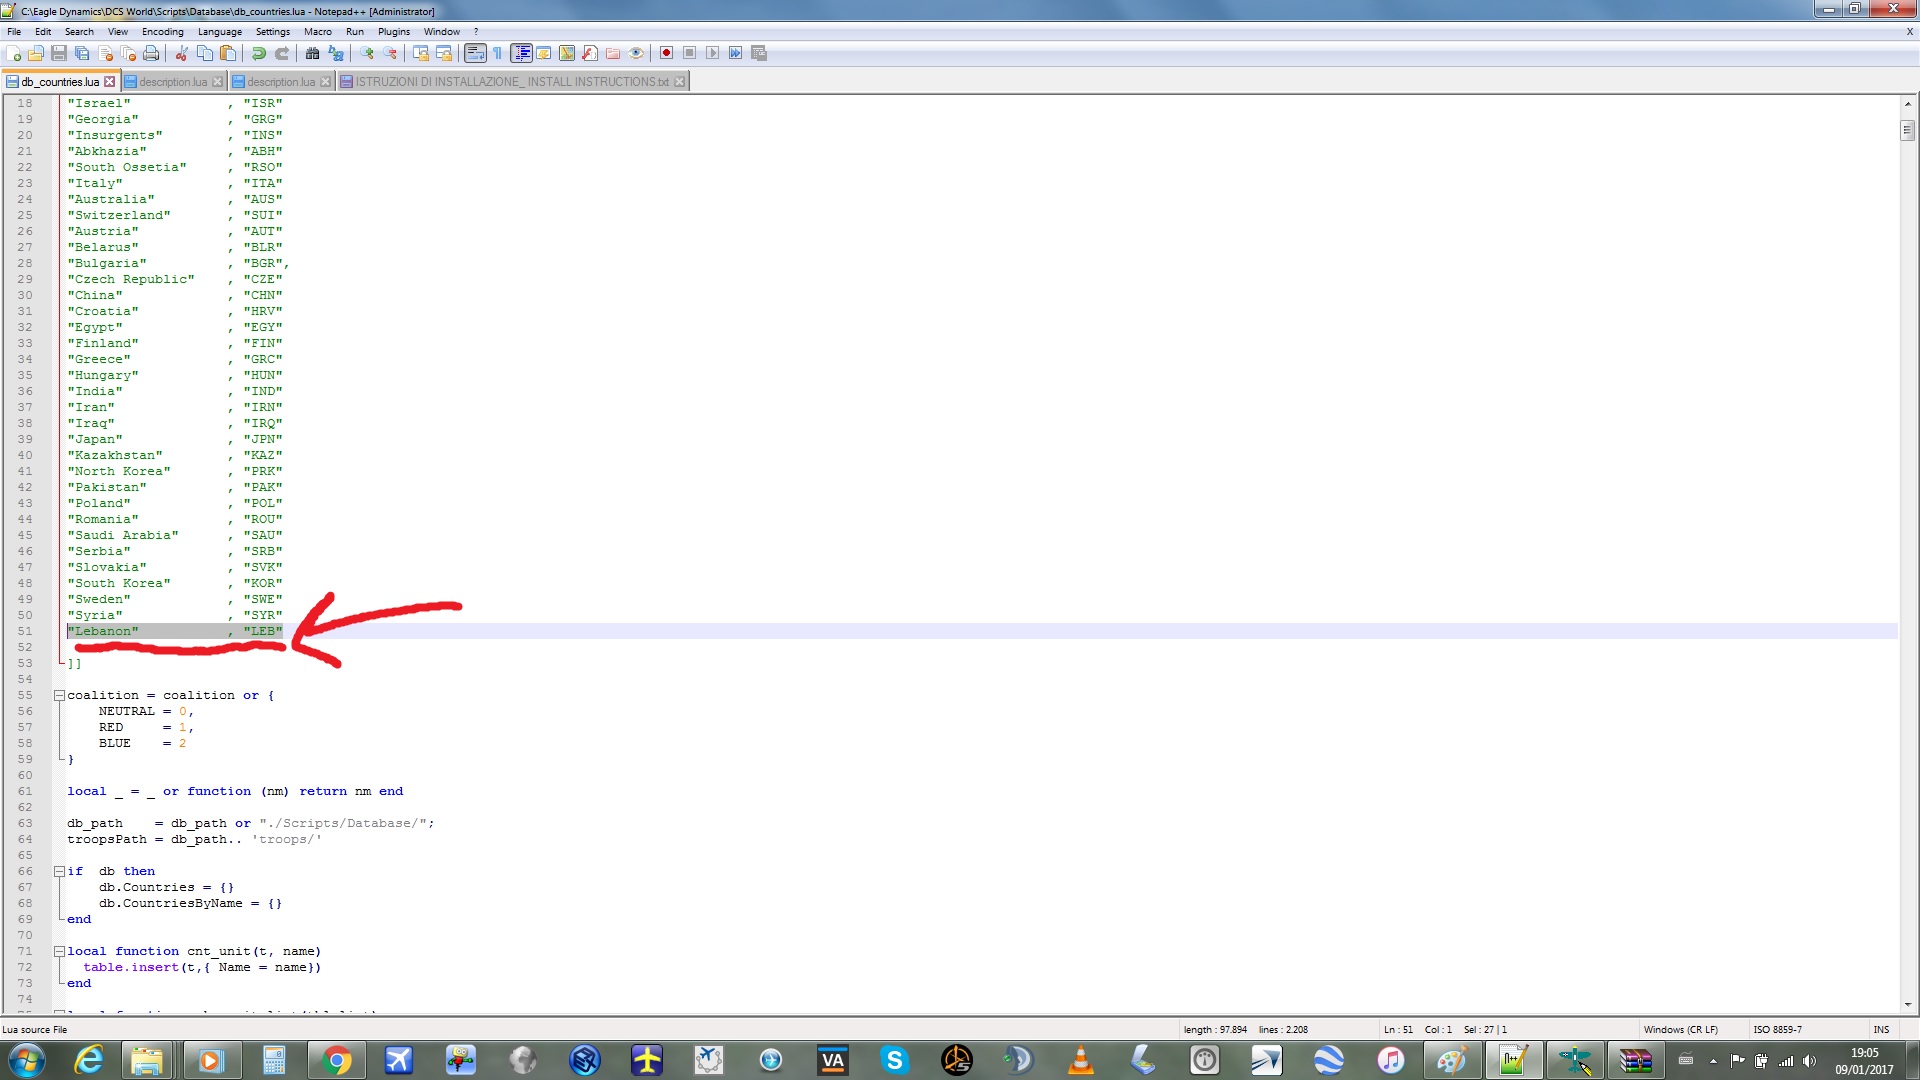 C:\Eagle Dynamics\DCS World\Scripts\Database\db_countries.lua - Notepad++ [Administrator]
File Edit Search View Encoding Language Settings Macro Run Plugins Window ? X
db_countries.lua description.lua description.lua ISTRUZIONI DI INSTALLAZIONE_ INSTALL INSTRUCTIONS.txt
18 "Israel" , "ISR"
19 "Georgia" , "GRG"
20 "Insurgents" , "INS"
21 "Abkhazia" , "ABH"
22 "South Ossetia" , "RSO"
23 "Italy" , "ITA"
24 "Australia" , "AUS"
25 "Switzerland" , "SUI"
26 "Austria" , "AUT"
27 "Belarus" , "BLR"
28 "Bulgaria" , "BGR",
29 "Czech Republic" , "CZE"
30 "China" , "CHN"
31 "Croatia" , "HRV"
32 "Egypt" , "EGY"
33 "Finland" , "FIN"
34 "Greece" , "GRC"
35 "Hungary" , "HUN"
36 "India" , "IND"
37 "Iran" , "IRN"
38 "Iraq" , "IRQ"
39 "Japan" , "JPN"
40 "Kazakhstan" , "KAZ"
41 "North Korea" , "PRK"
42 "Pakistan" , "PAK"
43 "Poland" , "POL"
44 "Romania" , "ROU"
45 "Saudi Arabia" , "SAU"
46 "Serbia" , "SRB"
47 "Slovakia" , "SVK"
48 "South Korea" , "KOR"
49 "Sweden" , "SWE"
50 "Syria" , "SYR"
51 "Lebanon" , "LEB"
52
53 ]]
54
55 coalition = coalition or {
56 NEUTRAL = 0,
57 RED = 1,
58 BLUE = 2
59 }
60
61 local _ = _ or function (nm) return nm end
62
63 db_path = db_path or "./Scripts/Database/";
64 troopsPath = db_path.. 'troops/'
65
66 if db then
67 db.Countries = {}
68 db.CountriesByName = {}
69 end
70
71 local function cnt_unit(t, name)
72 table.insert(t,{ Name = name})
73 end
74
Lua source File length : 97.894 lines : 2.208 Ln : 51 Col : 1 Sel : 27 | 1 Windows (CR LF) ISO 8859-7 INS
VA
19:05
09/01/2017